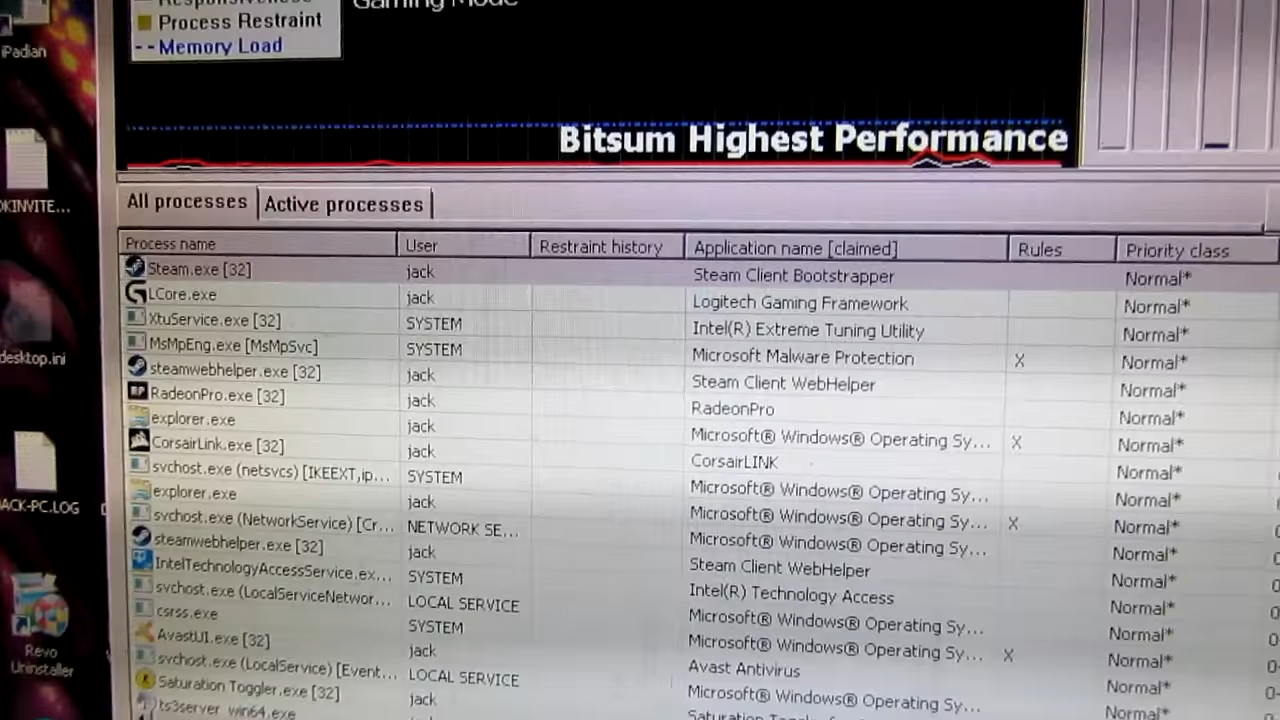 Process Restraint
Gaming Mode
Memory Load
iPadian
Bitsum Highest Performance
All processes
Active processes
Process name User Restraint history Application name [claimed] Rules Priority class
Steam.exe [32] jack Steam Client Bootstrapper Normal*
LCore.exe jack Logitech Gaming Framework Normal*
XtuService.exe [32] SYSTEM Intel(R) Extreme Tuning Utility Normal*
MsMpEng.exe [MsMpSvc] SYSTEM Microsoft Malware Protection X Normal*
steamwebhelper.exe [32] jack Steam Client WebHelper Normal*
RadeonPro.exe [32] jack RadeonPro Normal*
explorer.exe jack Microsoft® Windows® Operating Sy... X Normal*
CorsairLink.exe [32] jack CorsairLINK Normal*
svchost.exe (netsvcs) [IKEEXT,ip... SYSTEM Microsoft® Windows® Operating Sy... Normal*
explorer.exe jack Microsoft® Windows® Operating Sy... X Normal*
svchost.exe (NetworkService) [Cr... NETWORK SE... Microsoft® Windows® Operating Sy... Normal*
steamwebhelper.exe [32] jack Steam Client WebHelper Normal*
IntelTechnologyAccessService.ex... SYSTEM Intel(R) Technology Access Normal*
svchost.exe (LocalServiceNetwor... LOCAL SERVICE Microsoft® Windows® Operating Sy... Normal*
csrss.exe SYSTEM Microsoft® Windows® Operating Sy... X Normal*
AvastUI.exe [32] jack Avast Antivirus Normal*
svchost.exe (LocalService) [Event... LOCAL SERVICE Microsoft® Windows® Operating Sy... Normal*
Saturation Toggler.exe [32] jack
ts3server_win64.exe
OKINVITE...
desktop.ini
ACK-PC.LOG
Revo
Uninstaller